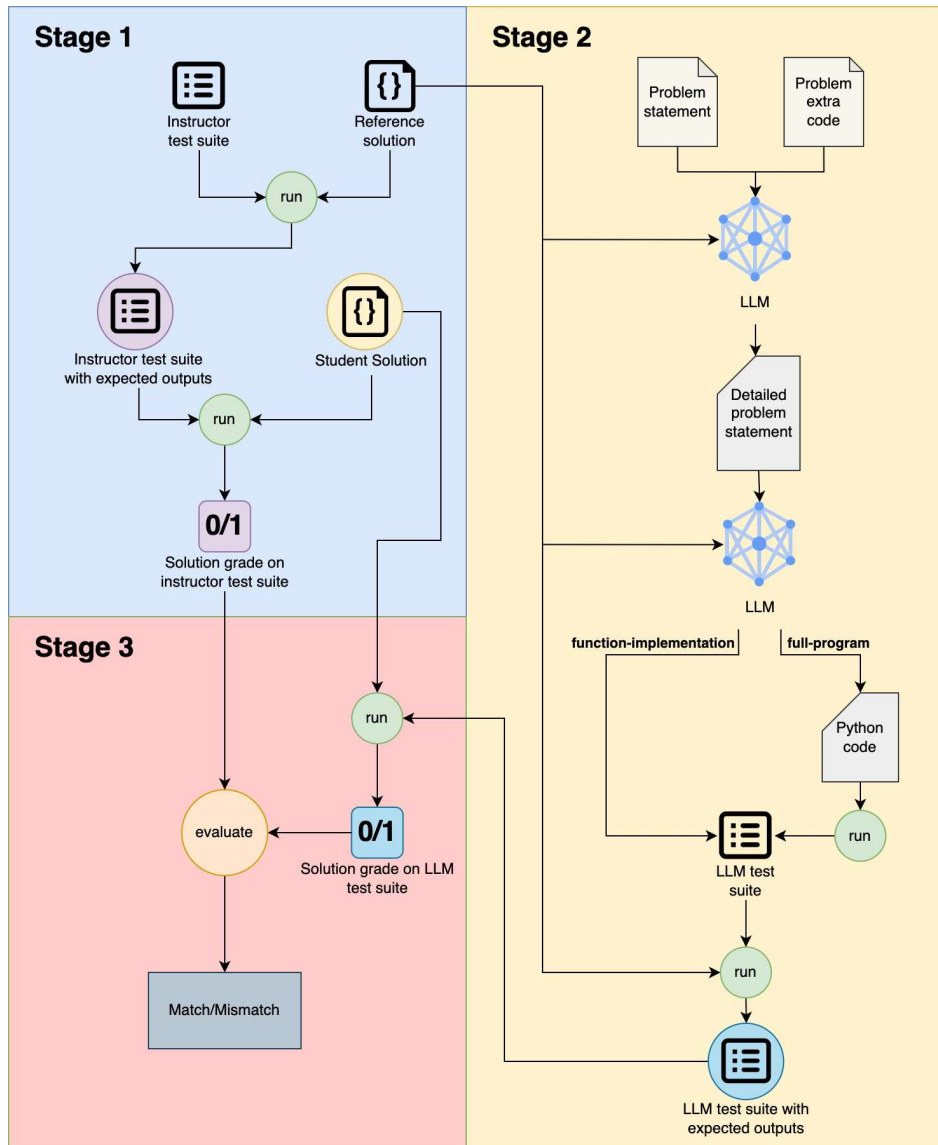 Stage 1
Instructor
test suite
{}
Reference
solution
run
Instructor test suite
with expected outputs
{}
Student Solution
run
0/1
Solution grade on
instructor test suite
Stage 2
Problem
statement
Problem
extra
code
LLM
Detailed
problem
statement
LLM
function-implementation
full-program
Python
code
run
LLM test
suite
run
LLM test suite with
expected outputs
Stage 3
run
evaluate
0/1
Solution grade on LLM
test suite
Match/Mismatch